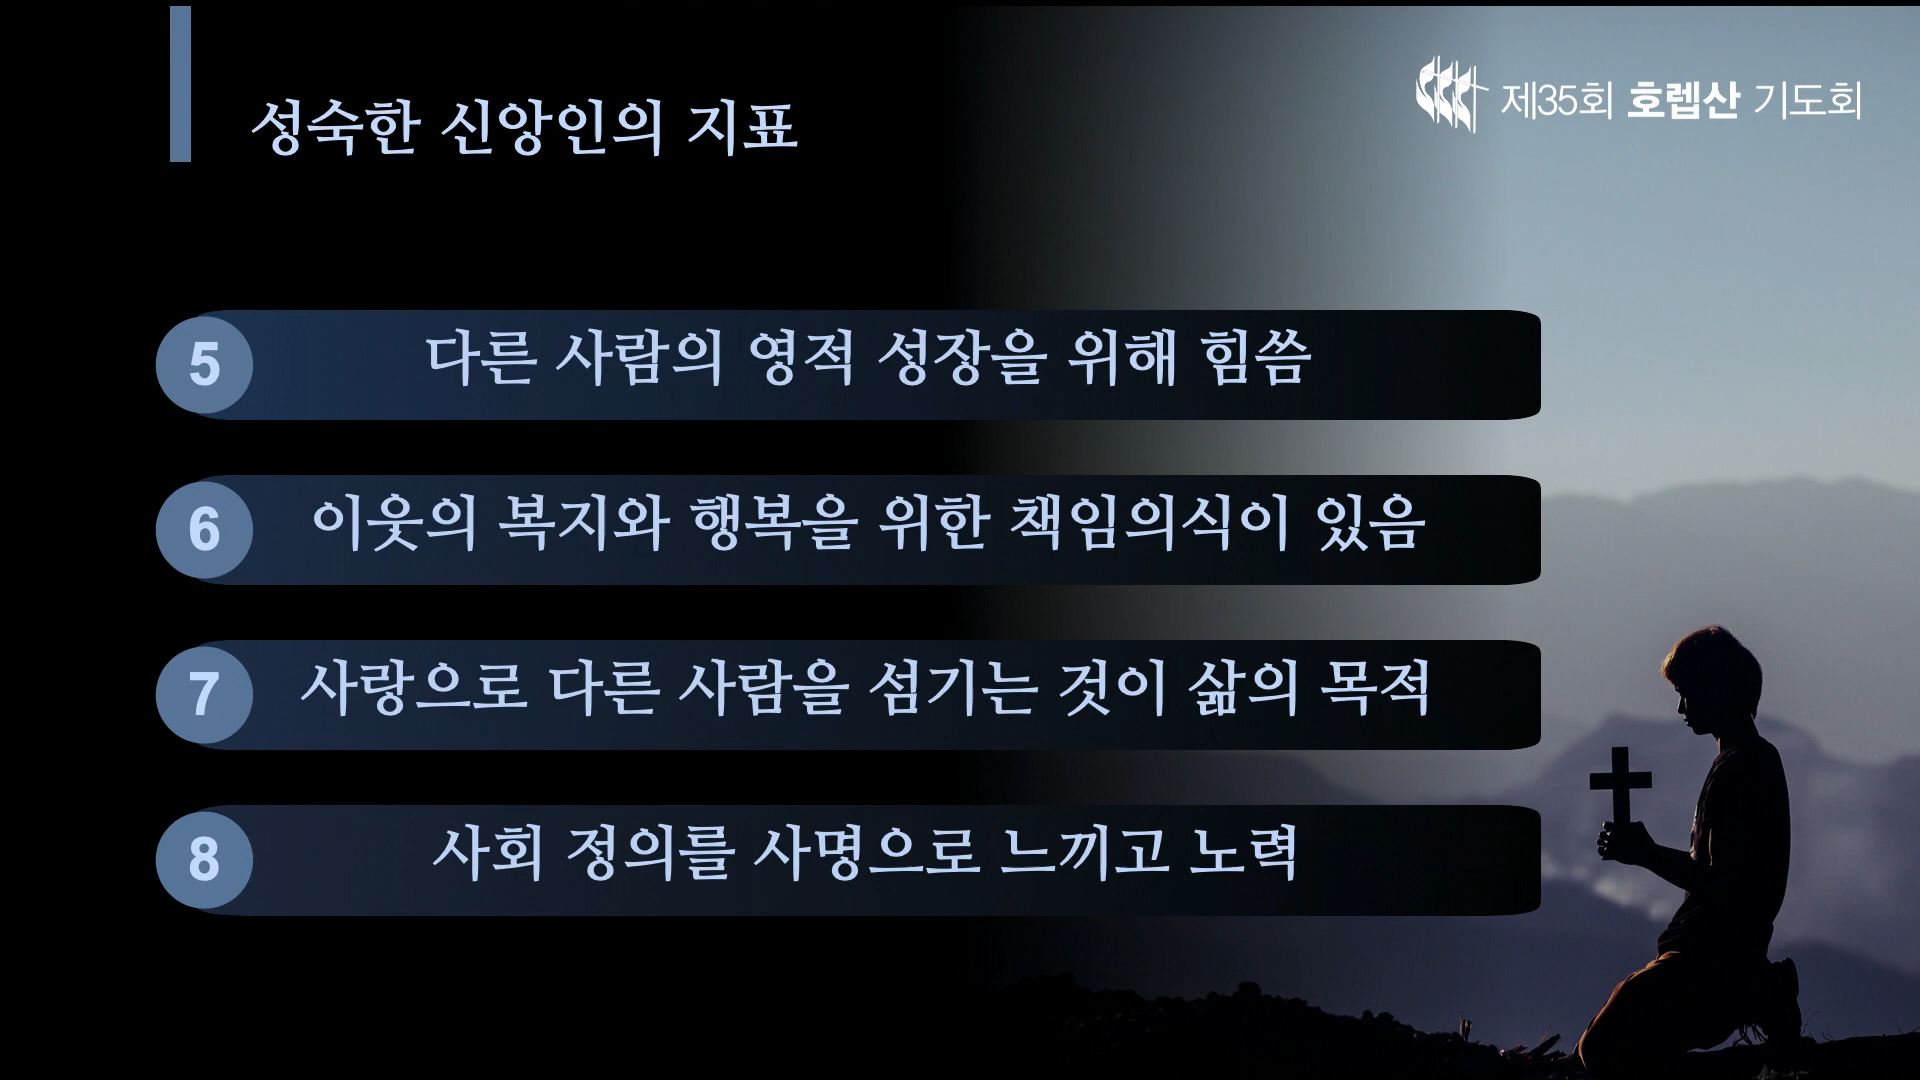 성숙한 신앙인의 지표
제35회 호렙산 기도회
5 다른 사람의 영적 성장을 위해 힘씀
6 이웃의 복지와 행복을 위한 책임의식이 있음
7 사랑으로 다른 사람을 섬기는 것이 삶의 목적
8 사회 정의를 사명으로 느끼고 노력